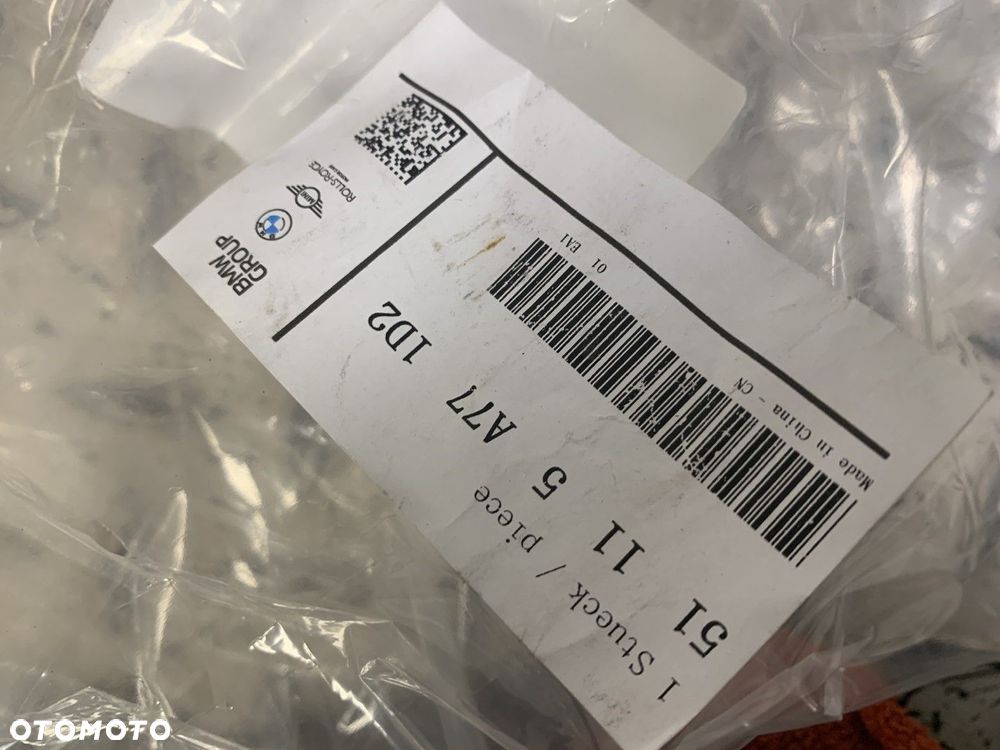 BMW
GROUP
MINI
ROLLS-ROYCE
51 11 5 A77 1D2
1 Stueck / piece
Made in China - CN
01 EA1
OTOMOTO